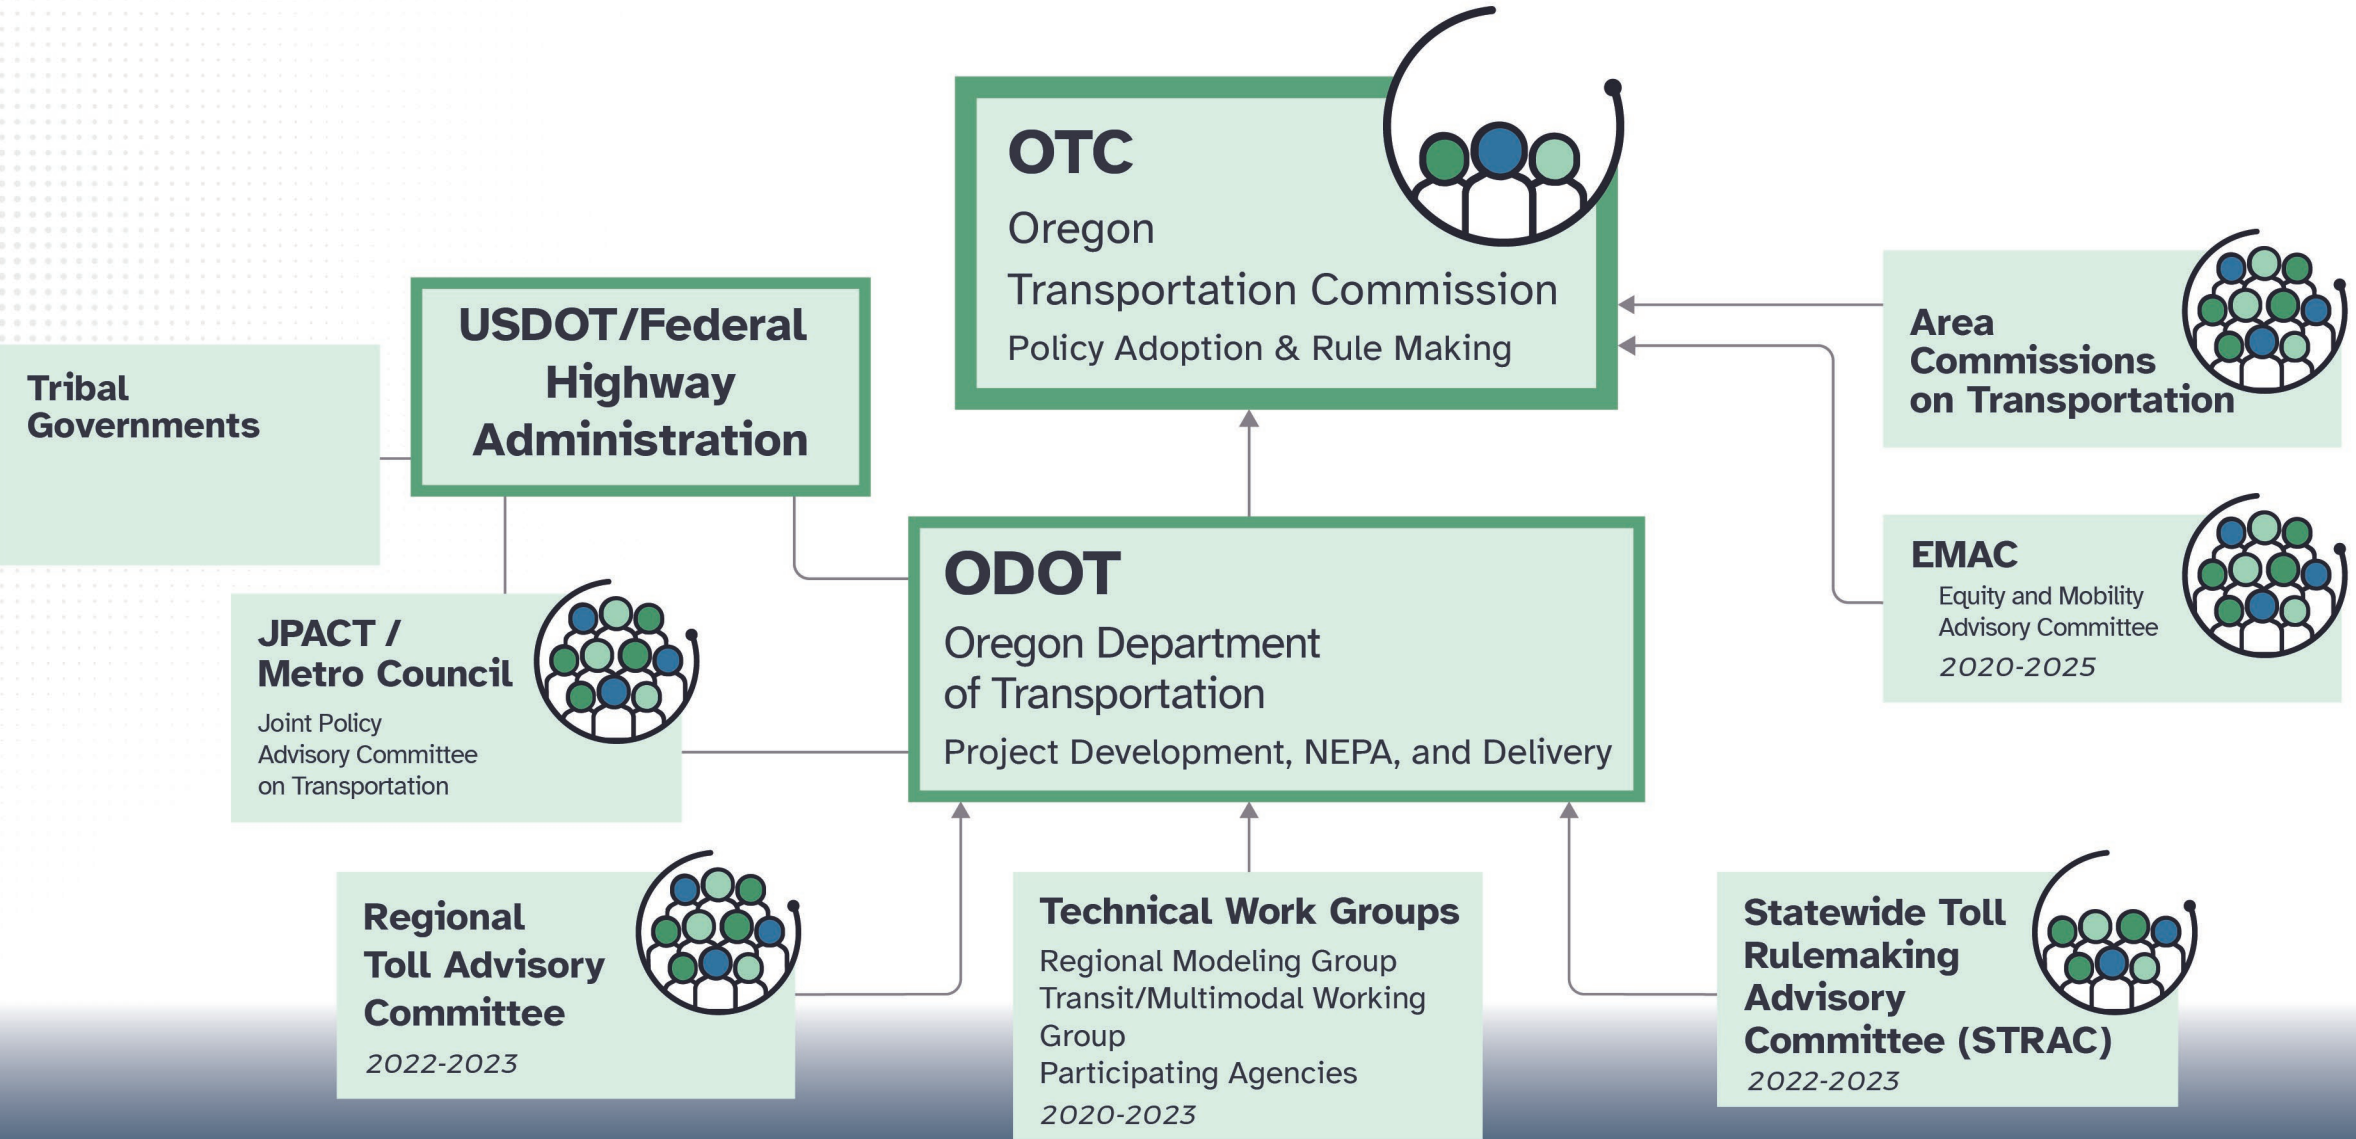 OTC
Oregon
Transportation Commission
Policy Adoption & Rule Making
USDOT/Federal
Highway
Administration
Tribal
Governments
Area
Commissions
on Transportation
EMAC
Equity and Mobility
Advisory Committee
2020-2025
ODOT
Oregon Department
of Transportation
Project Development, NEPA, and Delivery
JPACT /
Metro Council
Joint Policy
Advisory Committee
on Transportation
Regional
Toll Advisory
Committee
2022-2023
Technical Work Groups
Regional Modeling Group
Transit/Multimodal Working
Group
Participating Agencies
2020-2023
Statewide Toll
Rulemaking
Advisory
Committee (STRAC)
2022-2023